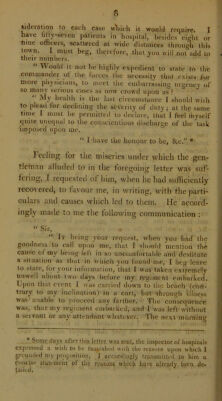 6
sideration to each case which it would require. I
have fifty-seven patients in hospital, besides eight or
nine officers, scattered at wide distances through this
town. I must beg, therefore, that you will not add to
their numbers.
“ Would it not be highly expedient to state to the
commander of the forces the necessity that exists for
more physicians, to meet the embarrassing urgency of
so many serious cases as now crowd upon us?
“ My health is the last circumstance I should wish
to plead for declining the severity of duty; at the same
time I must be permitted to declare, that I feel myself
quite unequal to the conscientious discharge of the task
imposed upon me.
“ I have the honour to be, &c.” *
Feeling for the miseries under which the gen-
tleman alluded to in the foregoing letter was suf-
fering, I requested of him, when he had sufficiently
recovered, to favour me, in writing, with the parti-
culars and causes which led to them. He accord-
ingly made to me the following communication:
“ Sir,
“ It being your request, when you had the
goodness to call upon me, that I should mention the
cause of my being left in so uncomfortable and destitute
a situation as that in which you found me, I beg leave
to state, for your information, that I was taken extremely
unwell about two days before my regiment embarked.
Upon that event I was carried down to the beach (con-
trary to my inclination) in a cart, but through illness
was unable to proceed any farther. The consequence
was, that my regiment embarked, and I was left without
a servant or any attendant whatever. The next morning
* Some days after this letter was sent, the inspector of hospitals
expressed a wish to be furnished with the reasons upon which I
grounded my proposition, I accordingly transmitted to him a
concise statement of the reasons which have already been de-
tailed.